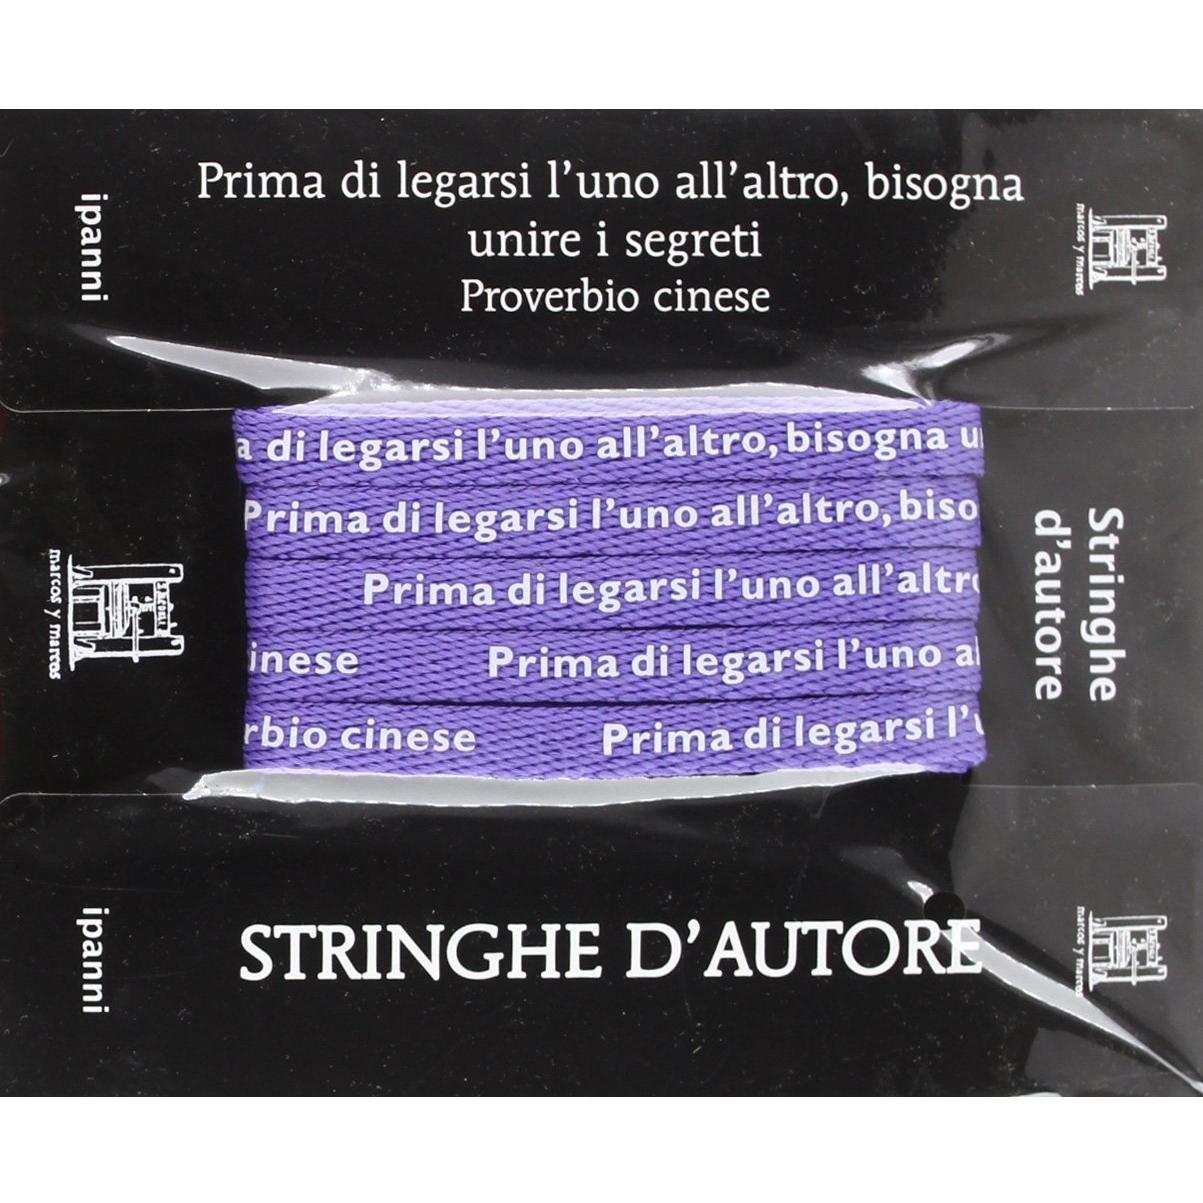 Prima di legarsi l'uno all'altro, bisogna
unire i segreti
Proverbio cinese
ipanni
marcos y marcos
a di legarsi l'uno all'altro, bisogna u
Prima di legarsi l'uno all'altro, biso
Prima di legarsi l'uno all'altro
inese Prima di legarsi l'uno al
rbio cinese Prima di legarsi l'u
marcos y marcos
Stringhe
d'autore
ipanni
STRINGHE D'AUTORE
marcos y marcos